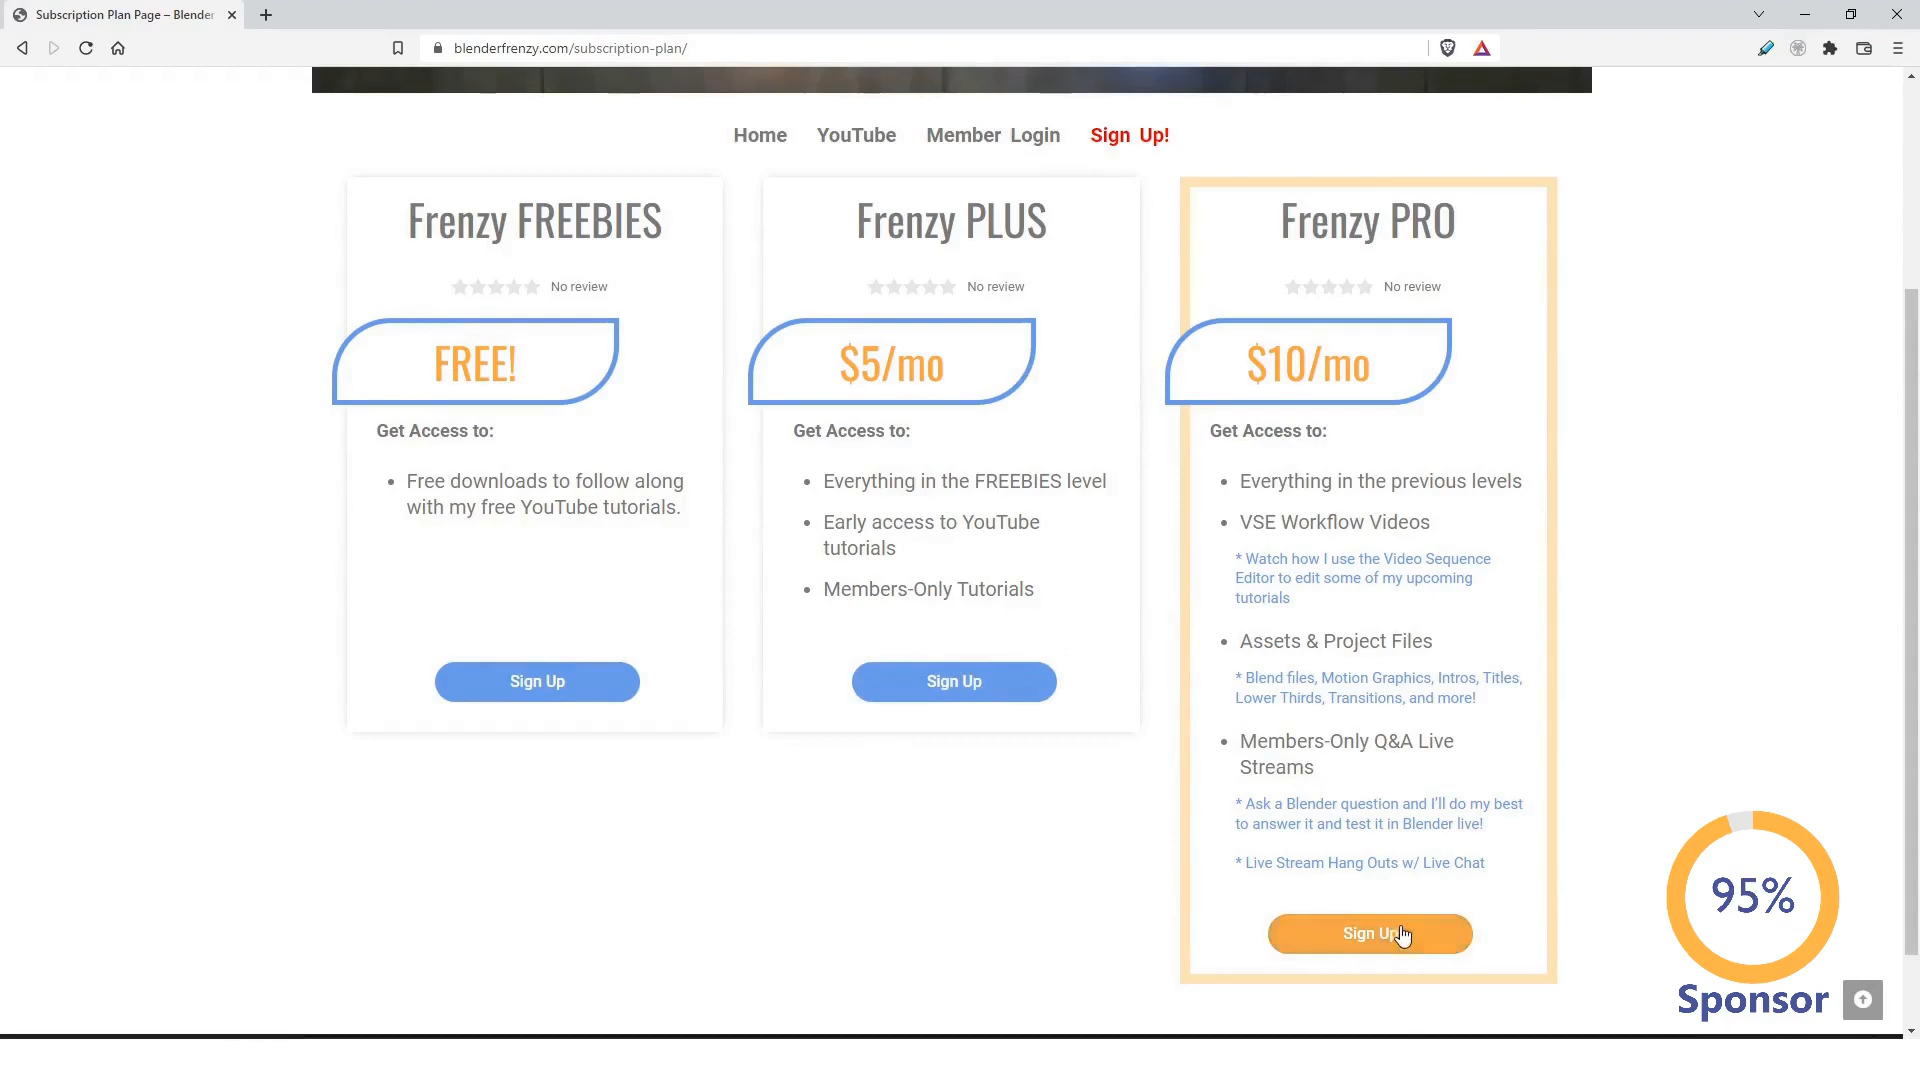 Subscription Plan Page – Blender
blenderfrenzy.com/subscription-plan/
Home YouTube Member Login Sign Up!
Frenzy FREEBIES
No review
FREE!
Get Access to:
• Free downloads to follow along
with my free YouTube tutorials.
Sign Up
Frenzy PLUS
No review
$5/mo
Get Access to:
• Everything in the FREEBIES level
• Early access to YouTube
tutorials
• Members-Only Tutorials
Sign Up
Frenzy PRO
No review
$10/mo
Get Access to:
• Everything in the previous levels
• VSE Workflow Videos
* Watch how I use the Video Sequence
Editor to edit some of my upcoming
tutorials
• Assets & Project Files
* Blend files, Motion Graphics, Intros, Titles,
Lower Thirds, Transitions, and more!
• Members-Only Q&A Live
Streams
* Ask a Blender question and I'll do my best
to answer it and test it in Blender live!
* Live Stream Hang Outs w/ Live Chat
Sign Up
95%
Sponsor